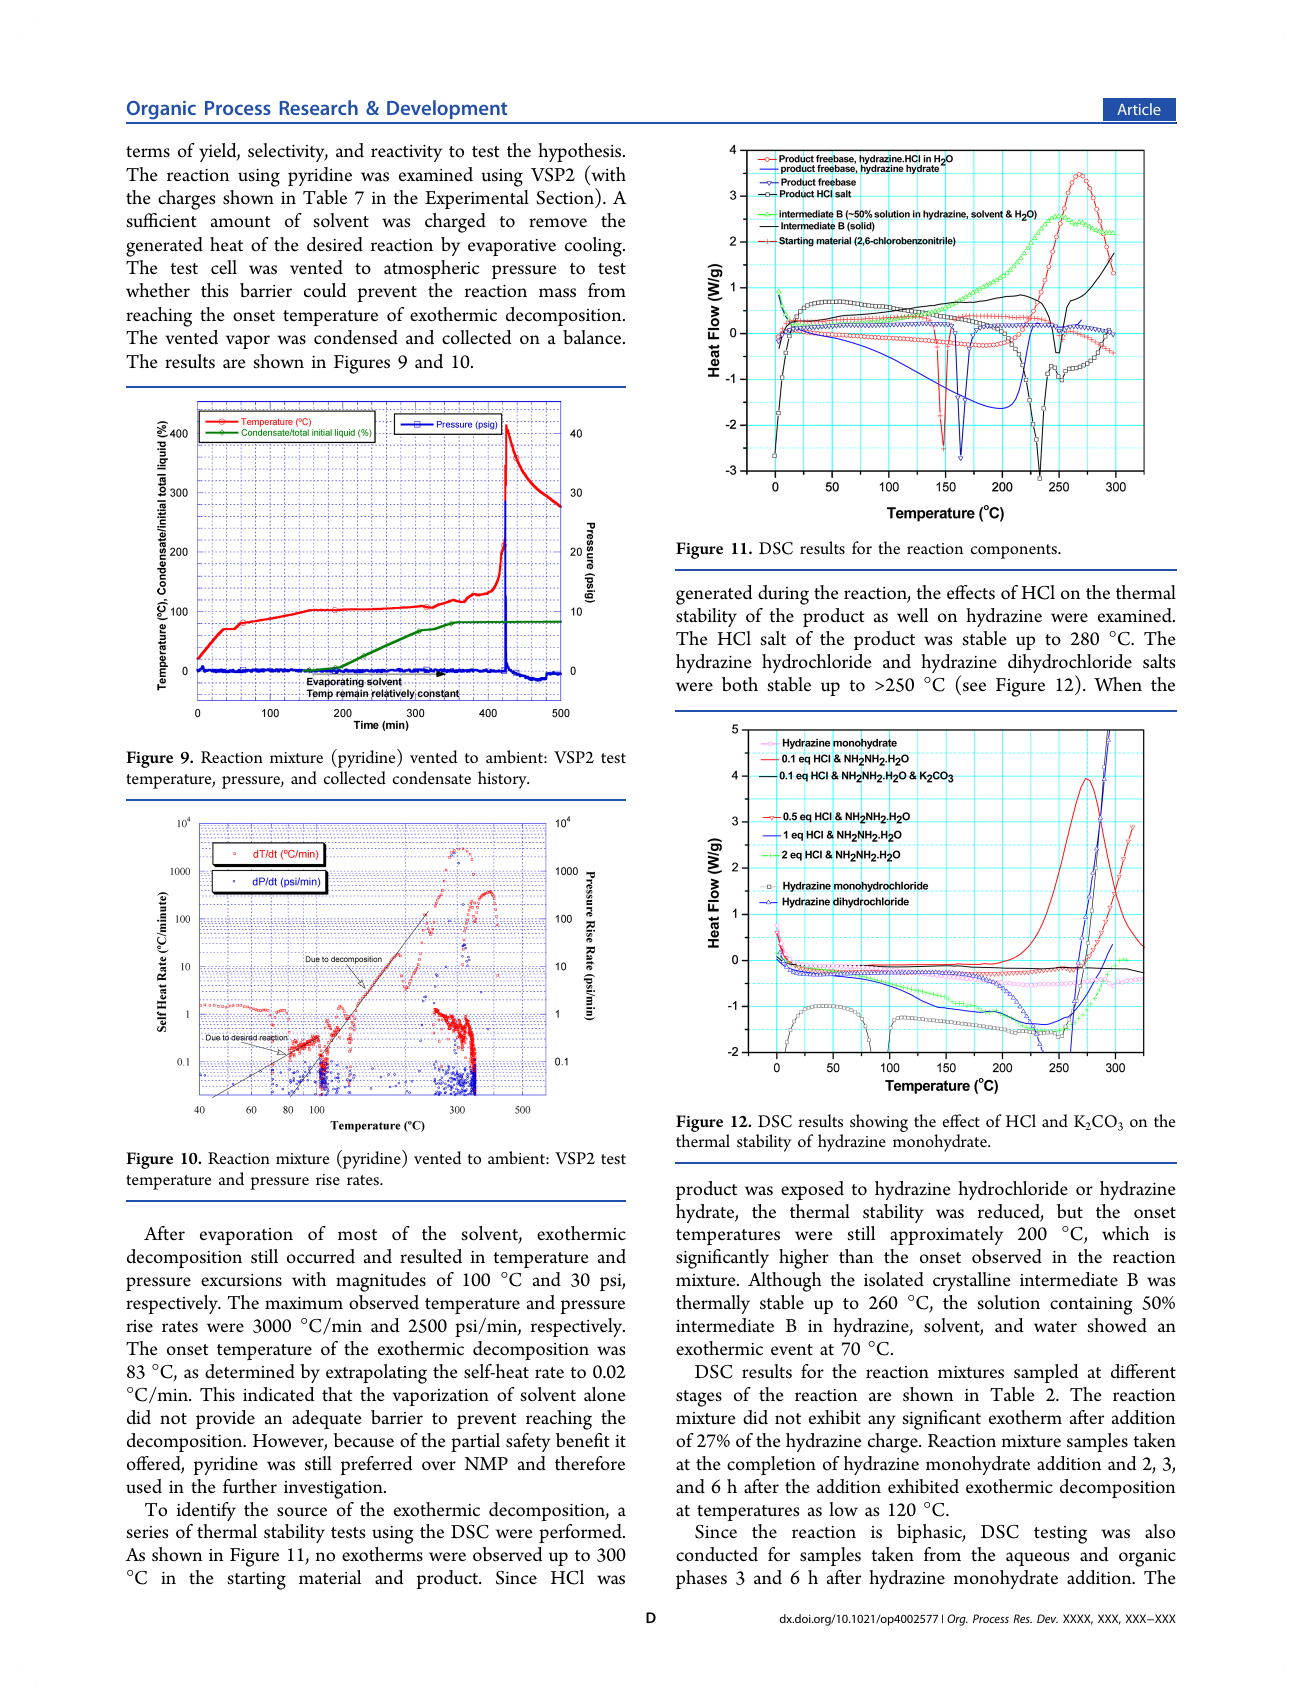 Organic Process Research & Development
Article
terms of yield, selectivity, and reactivity to test the hypothesis.
The reaction using pyridine was examined using VSP2 (with
the charges shown in Table 7 in the Experimental Section). A
sufficient amount of solvent was charged to remove the
generated heat of the desired reaction by evaporative cooling.
The test cell was vented to atmospheric pressure to test
whether this barrier could prevent the reaction mass from
reaching the onset temperature of exothermic decomposition.
The vented vapor was condensed and collected on a balance.
The results are shown in Figures 9 and 10.
Temperature (ºC)
Condensate/total initial liquid (%)
Pressure (psig)
Temperature (ºC), Condensate/initial total liquid (%)
400
300
200
100
0
40
30
20
10
0
Pressure (psig)
Evaporating solvent
Temp remain relatively constant
0 100 200 300 400 500
Time (min)
Figure 9. Reaction mixture (pyridine) vented to ambient: VSP2 test
temperature, pressure, and collected condensate history.
dT/dt (ºC/min)
dP/dt (psi/min)
Self Heat Rate (ºC/minute)
10⁴
1000
100
10
1
0.1
10⁴
1000
100
10
1
0.1
Pressure Rise Rate (psi/min)
Due to decomposition
Due to desired reaction
40 60 80 100 300 500
Temperature (ºC)
Figure 10. Reaction mixture (pyridine) vented to ambient: VSP2 test
temperature and pressure rise rates.
After evaporation of most of the solvent, exothermic
decomposition still occurred and resulted in temperature and
pressure excursions with magnitudes of 100 °C and 30 psi,
respectively. The maximum observed temperature and pressure
rise rates were 3000 °C/min and 2500 psi/min, respectively.
The onset temperature of the exothermic decomposition was
83 °C, as determined by extrapolating the self-heat rate to 0.02
°C/min. This indicated that the vaporization of solvent alone
did not provide an adequate barrier to prevent reaching the
decomposition. However, because of the partial safety benefit it
offered, pyridine was still preferred over NMP and therefore
used in the further investigation.
To identify the source of the exothermic decomposition, a
series of thermal stability tests using the DSC were performed.
As shown in Figure 11, no exotherms were observed up to 300
°C in the starting material and product. Since HCl was
Product freebase, hydrazine.HCl in H2O
product freebase, hydrazine hydrate
Product freebase
Product HCl salt
intermediate B (~50% solution in hydrazine, solvent & H2O)
Intermediate B (solid)
Starting material (2,6-chlorobenzonitrile)
Heat Flow (W/g)
4
3
2
1
0
-1
-2
-3
0 50 100 150 200 250 300
Temperature (°C)
Figure 11. DSC results for the reaction components.
generated during the reaction, the effects of HCl on the thermal
stability of the product as well on hydrazine were examined.
The HCl salt of the product was stable up to 280 °C. The
hydrazine hydrochloride and hydrazine dihydrochloride salts
were both stable up to >250 °C (see Figure 12). When the
Hydrazine monohydrate
0.1 eq HCl & NH2NH2.H2O
0.1 eq HCl & NH2NH2.H2O & K2CO3
0.5 eq HCl & NH2NH2.H2O
1 eq HCl & NH2NH2.H2O
2 eq HCl & NH2NH2.H2O
Hydrazine monohydrochloride
Hydrazine dihydrochloride
Heat Flow (W/g)
5
4
3
2
1
0
-1
-2
0 50 100 150 200 250 300
Temperature (°C)
Figure 12. DSC results showing the effect of HCl and K₂CO₃ on the
thermal stability of hydrazine monohydrate.
product was exposed to hydrazine hydrochloride or hydrazine
hydrate, the thermal stability was reduced, but the onset
temperatures were still approximately 200 °C, which is
significantly higher than the onset observed in the reaction
mixture. Although the isolated crystalline intermediate B was
thermally stable up to 260 °C, the solution containing 50%
intermediate B in hydrazine, solvent, and water showed an
exothermic event at 70 °C.
DSC results for the reaction mixtures sampled at different
stages of the reaction are shown in Table 2. The reaction
mixture did not exhibit any significant exotherm after addition
of 27% of the hydrazine charge. Reaction mixture samples taken
at the completion of hydrazine monohydrate addition and 2, 3,
and 6 h after the addition exhibited exothermic decomposition
at temperatures as low as 120 °C.
Since the reaction is biphasic, DSC testing was also
conducted for samples taken from the aqueous and organic
phases 3 and 6 h after hydrazine monohydrate addition. The
D
dx.doi.org/10.1021/op4002577 | Org. Process Res. Dev. XXXX, XXX, XXX−XXX